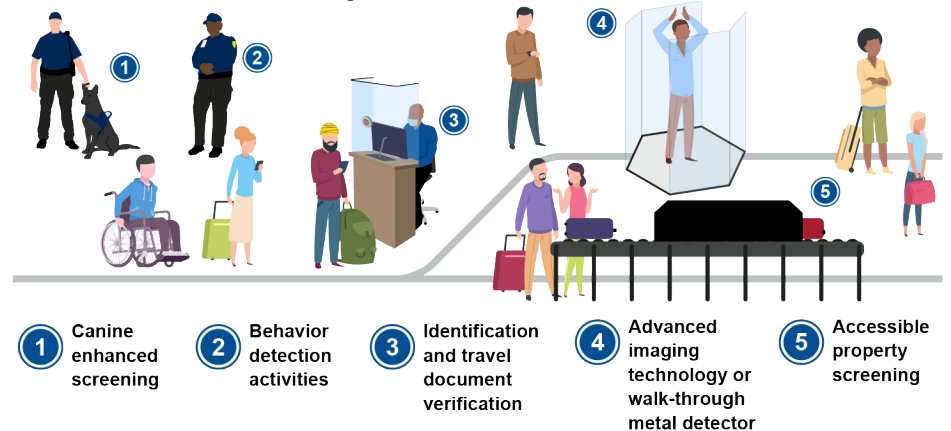 1
2
3
4
5
1
Canine
enhanced
screening
2
Behavior
detection
activities
3
Identification
and travel
document
verification
4
Advanced
imaging
technology or
walk-through
metal detector
5
Accessible
property
screening